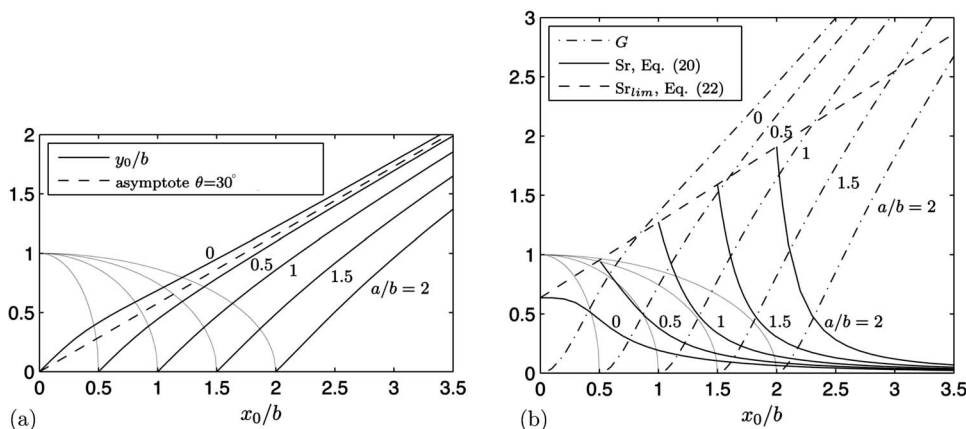 2
1.5
1
0.5
0
y₀/b
asymptote θ=30°
0
0.5
1
1.5
a/b = 2
0 0.5 1 1.5 2 2.5 3 3.5
(a)
x₀/b
3
2.5
2
1.5
1
0.5
0
G
Sr, Eq. (20)
Sr_lim, Eq. (22)
0
0.5
1
1.5
a/b = 2
0
0.5
1
1.5
a/b = 2
0 0.5 1 1.5 2 2.5 3 3.5
(b)
x₀/b